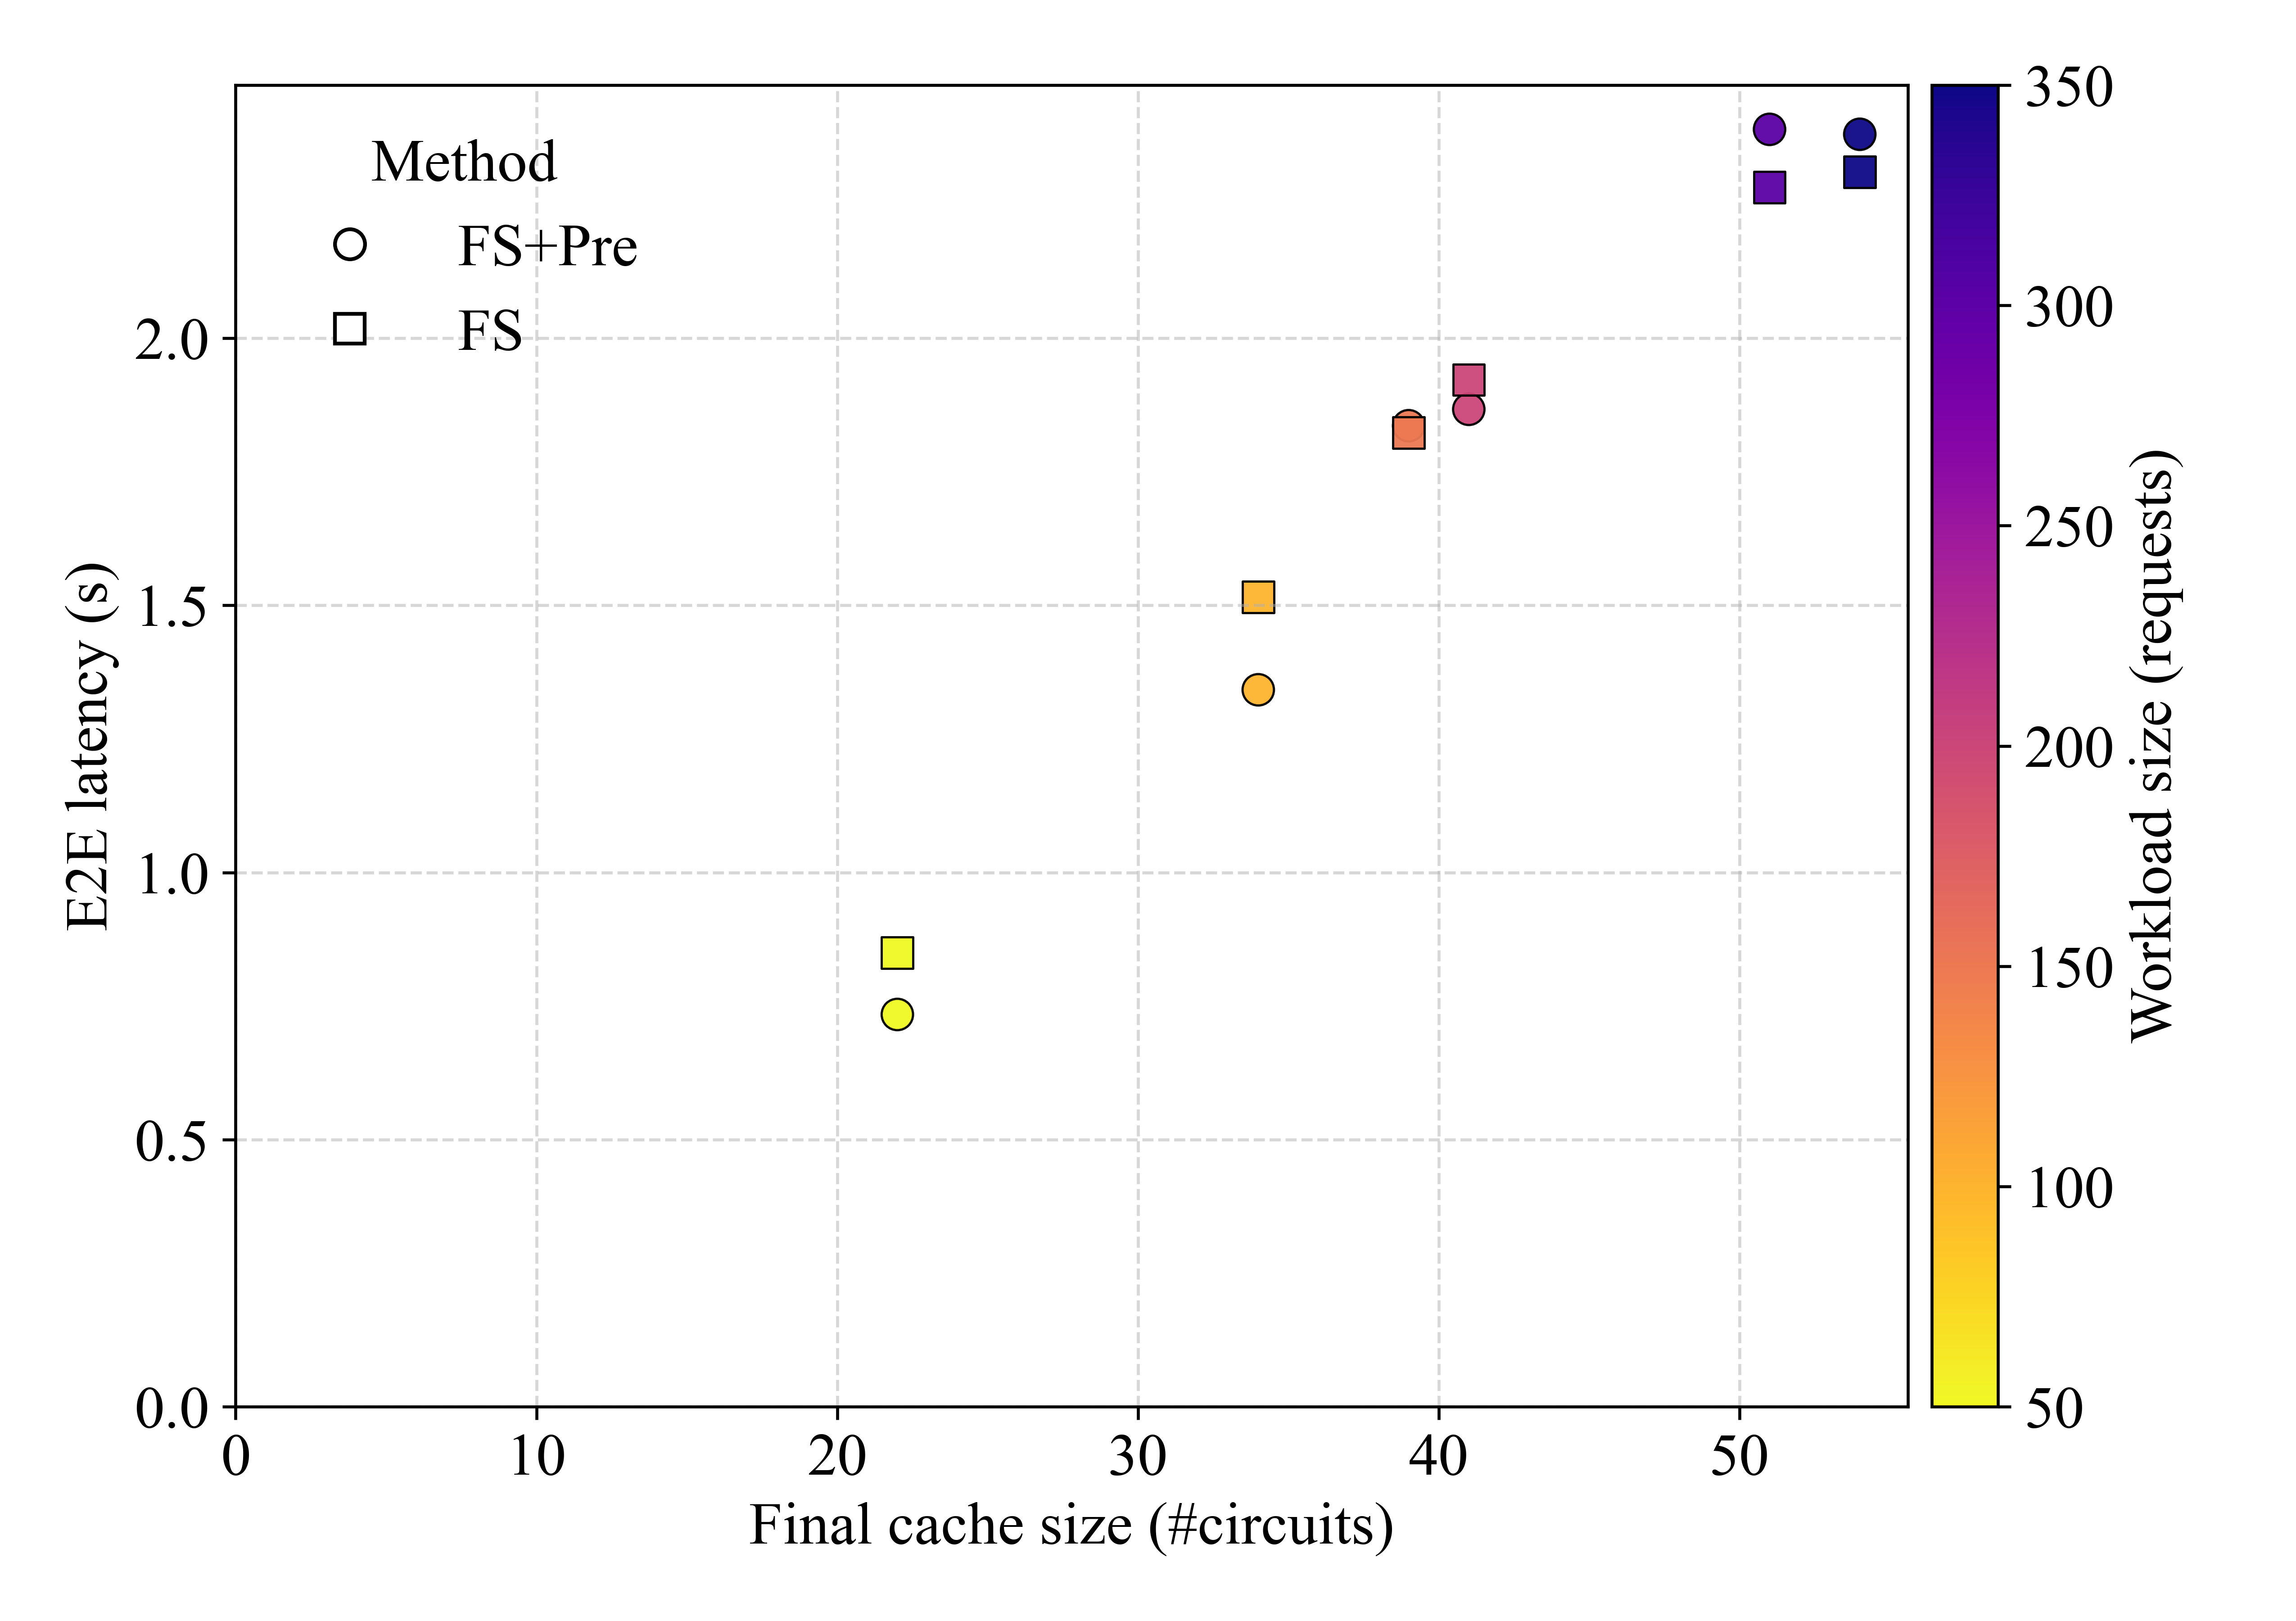 Method
FS+Pre
FS
E2E latency (s)
2.0
1.5
1.0
0.5
0.0
0 10 20 30 40 50
Final cache size (#circuits)
350
300
250
200
150
100
50
Workload size (requests)